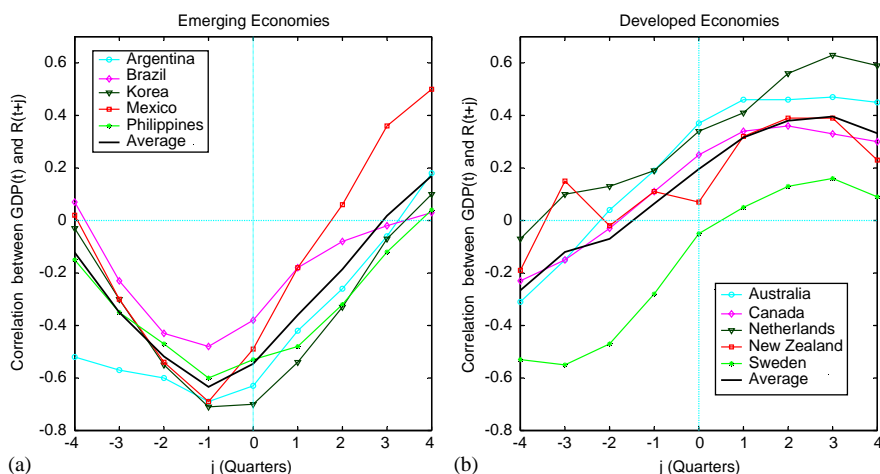 Emerging Economies
Correlation between GDP(t) and R(t+j)
0.6
0.4
0.2
0
-0.2
-0.4
-0.6
-0.8
Argentina
Brazil
Korea
Mexico
Philippines
Average
-4 -3 -2 -1 0 1 2 3 4
(a)
j (Quarters)
Developed Economies
Correlation between GDP(t) and R(t+j)
0.6
0.4
0.2
0
-0.2
-0.4
-0.6
-0.8
Australia
Canada
Netherlands
New Zealand
Sweden
Average
-4 -3 -2 -1 0 1 2 3 4
(b)
j (Quarters)